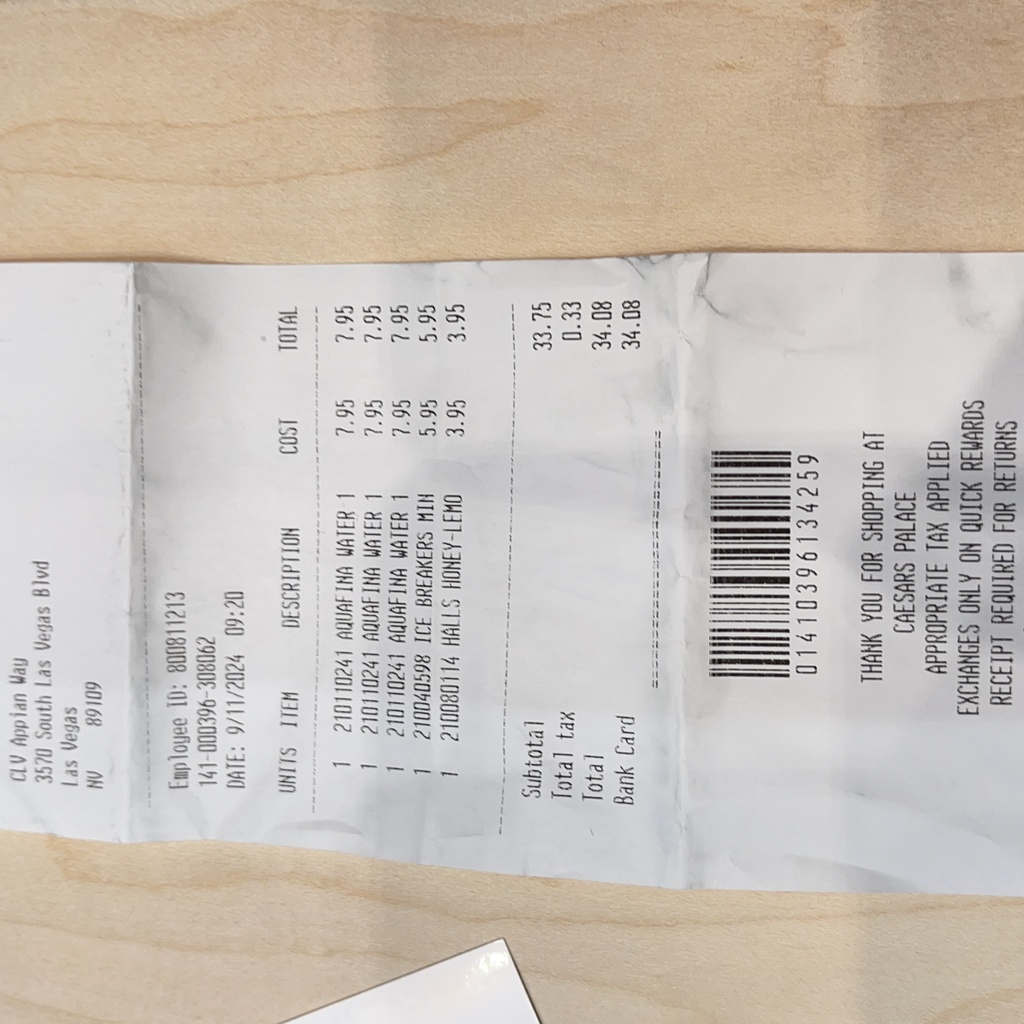 CLV Appian Way
3570 South Las Vegas Blvd
Las Vegas
NV 89109
Employee ID: 800811213
141-000396-308062
DATE: 9/11/2024 09:20
UNITS ITEM DESCRIPTION COST TOTAL
1 210110241 AQUAFINA WATER 1 7.95 7.95
1 210110241 AQUAFINA WATER 1 7.95 7.95
1 210110241 AQUAFINA WATER 1 7.95 7.95
1 210040598 ICE BREAKERS MIN 5.95 5.95
1 210080114 HALLS HONEY-LEMO 3.95 3.95
Subtotal 33.75
Total tax 0.33
Total 34.08
Bank Card 34.08
01410396134259
THANK YOU FOR SHOPPING AT
CAESARS PALACE
APPROPRIATE TAX APPLIED
EXCHANGES ONLY ON QUICK REWARDS
RECEIPT REQUIRED FOR RETURNS